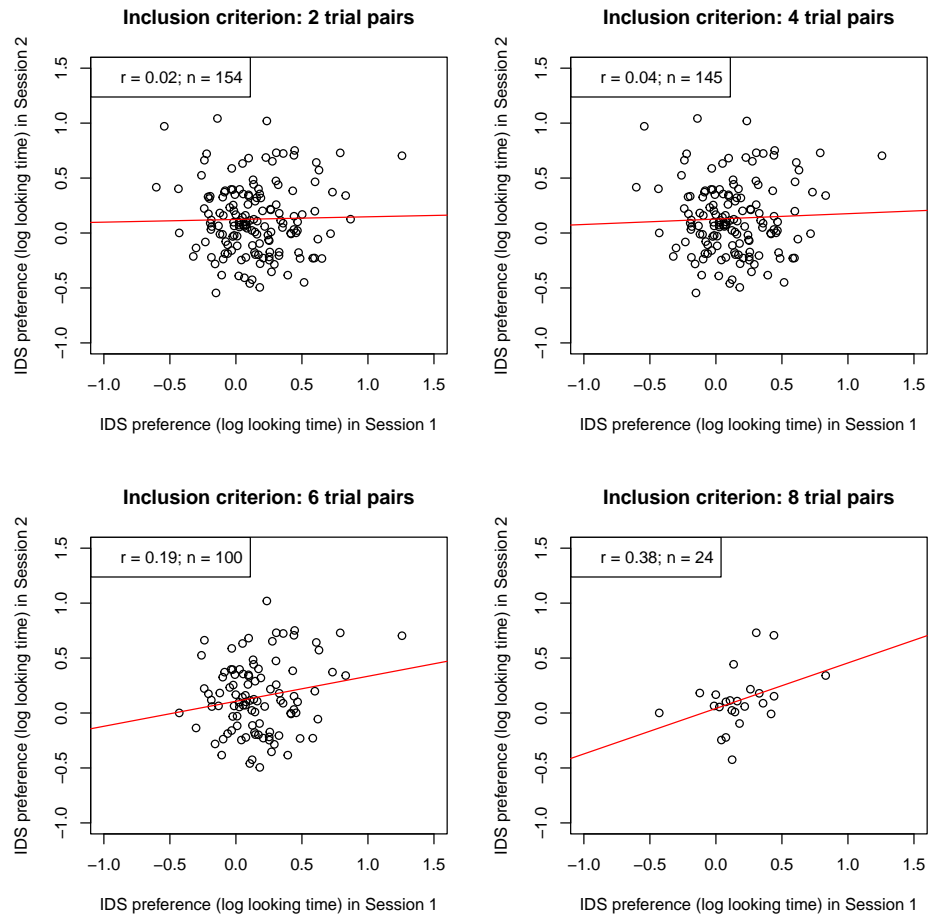 Inclusion criterion: 2 trial pairs
IDS preference (log looking time) in Session 2
1.5
1.0
0.5
0.0
−0.5
−1.0
r = 0.02; n = 154
−1.0 −0.5 0.0 0.5 1.0 1.5
IDS preference (log looking time) in Session 1
Inclusion criterion: 4 trial pairs
IDS preference (log looking time) in Session 2
1.5
1.0
0.5
0.0
−0.5
−1.0
r = 0.04; n = 145
−1.0 −0.5 0.0 0.5 1.0 1.5
IDS preference (log looking time) in Session 1
Inclusion criterion: 6 trial pairs
IDS preference (log looking time) in Session 2
1.5
1.0
0.5
0.0
−0.5
−1.0
r = 0.19; n = 100
−1.0 −0.5 0.0 0.5 1.0 1.5
IDS preference (log looking time) in Session 1
Inclusion criterion: 8 trial pairs
IDS preference (log looking time) in Session 2
1.5
1.0
0.5
0.0
−0.5
−1.0
r = 0.38; n = 24
−1.0 −0.5 0.0 0.5 1.0 1.5
IDS preference (log looking time) in Session 1